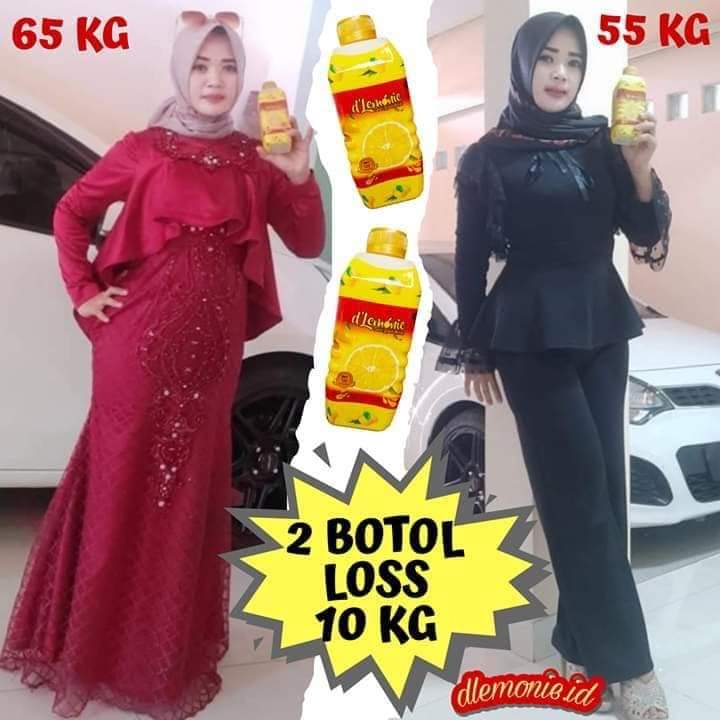 65 KG
55 KG
d'Lemonie
d'Lemonie
2 BOTOL
LOSS
10 KG
dlemonie.id